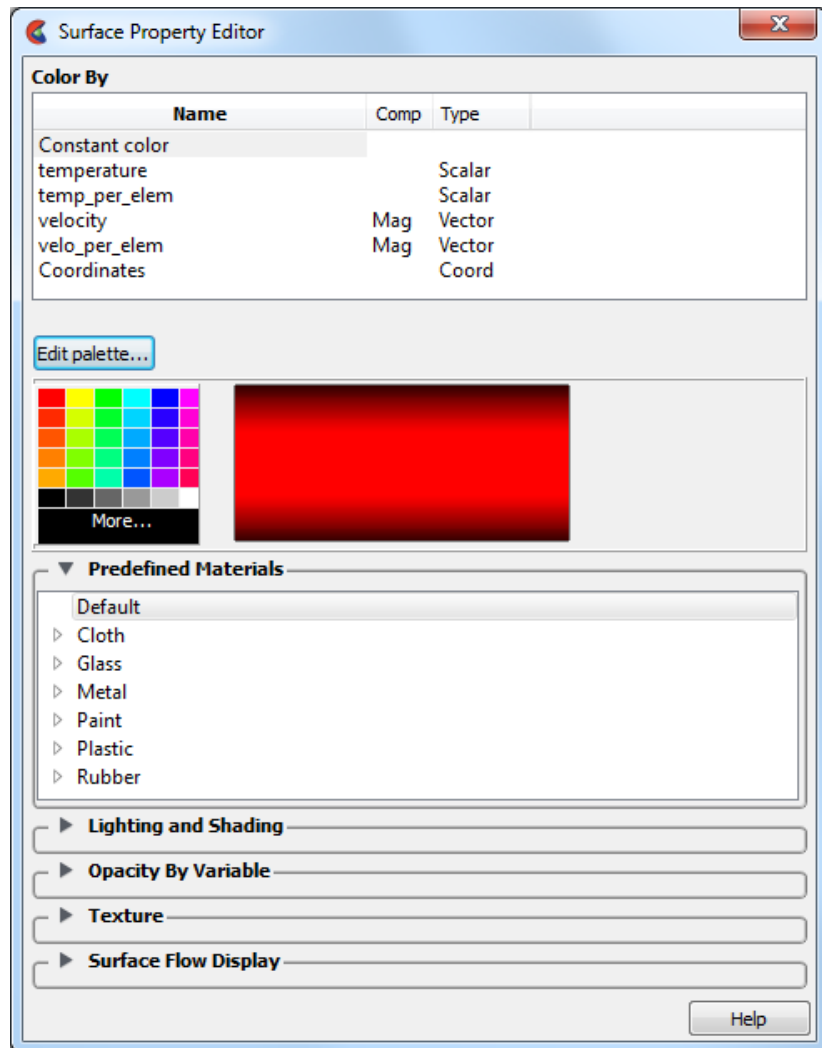 Surface Property Editor
Color By
Name Comp Type
Constant color
temperature Scalar
temp_per_elem Scalar
velocity Mag Vector
velo_per_elem Mag Vector
Coordinates Coord
Edit palette...
More...
Predefined Materials
Default
Cloth
Glass
Metal
Paint
Plastic
Rubber
Lighting and Shading
Opacity By Variable
Texture
Surface Flow Display
Help